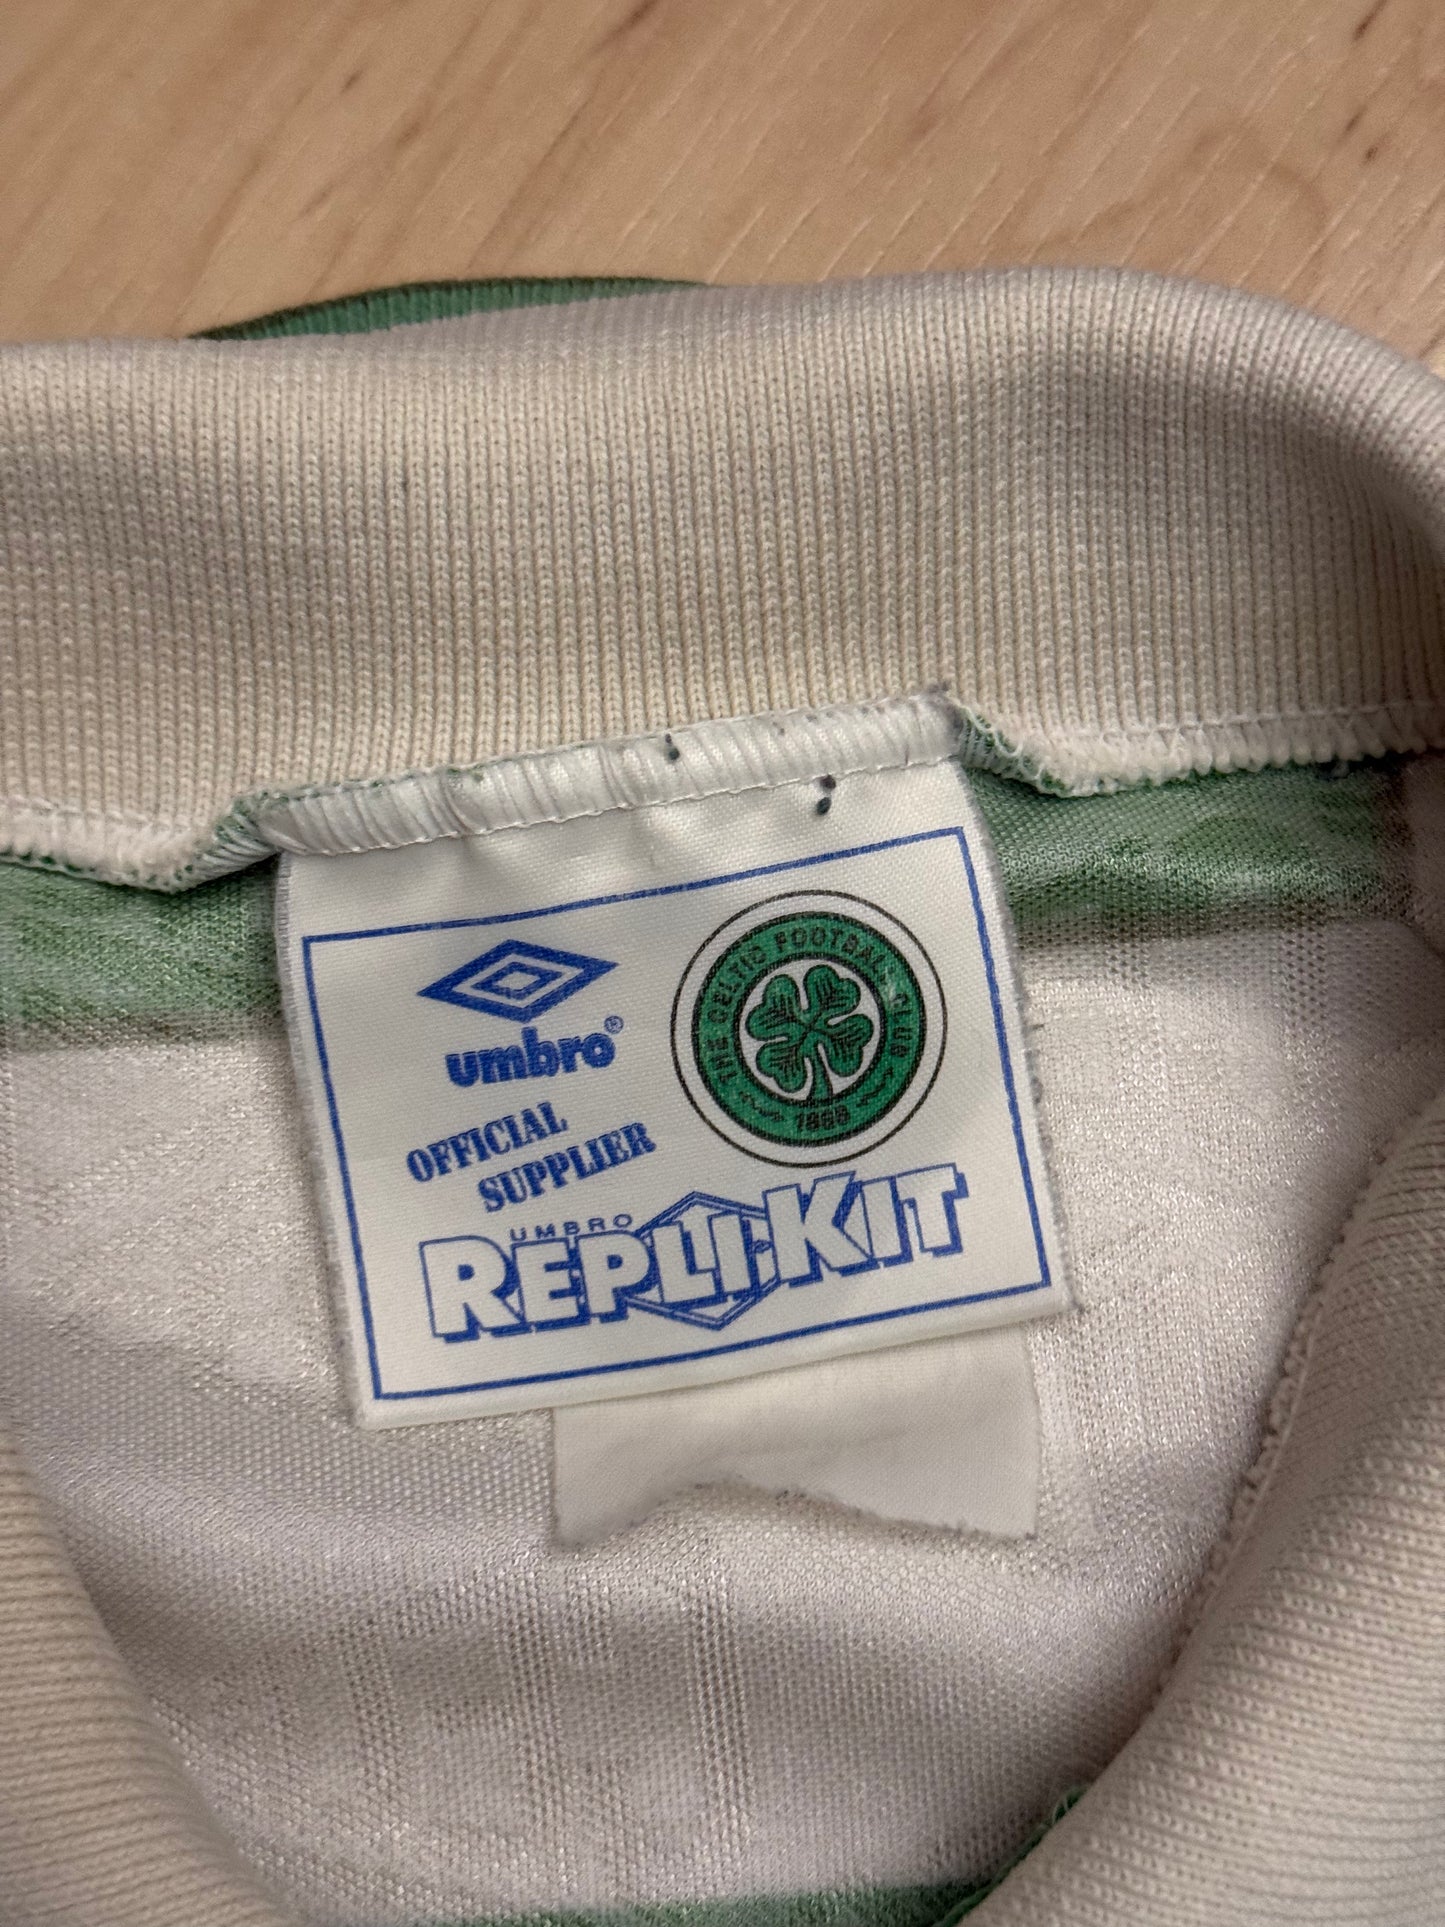 umbro®
OFFICIAL
SUPPLIER
THE CELTIC FOOTBALL CLUB
1888
UMBRO
REPLI-KIT